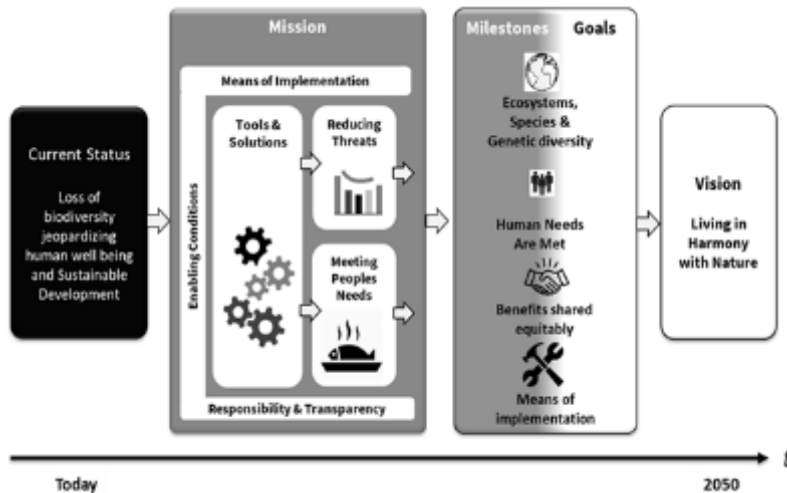 Mission
Milestones Goals
Means of Implementation
Current Status
Loss of
biodiversity
jeopardizing
human well being
and Sustainable
Development
Enabling Conditions
Tools &
Solutions
Reducing
Threats
Meeting
Peoples
Needs
Responsibility & Transparency
Ecosystems,
Species &
Genetic diversity
Human Needs
Are Met
Benefits shared
equitably
Means of
implementation
Vision
Living in
Harmony
with Nature
t
Today
2050